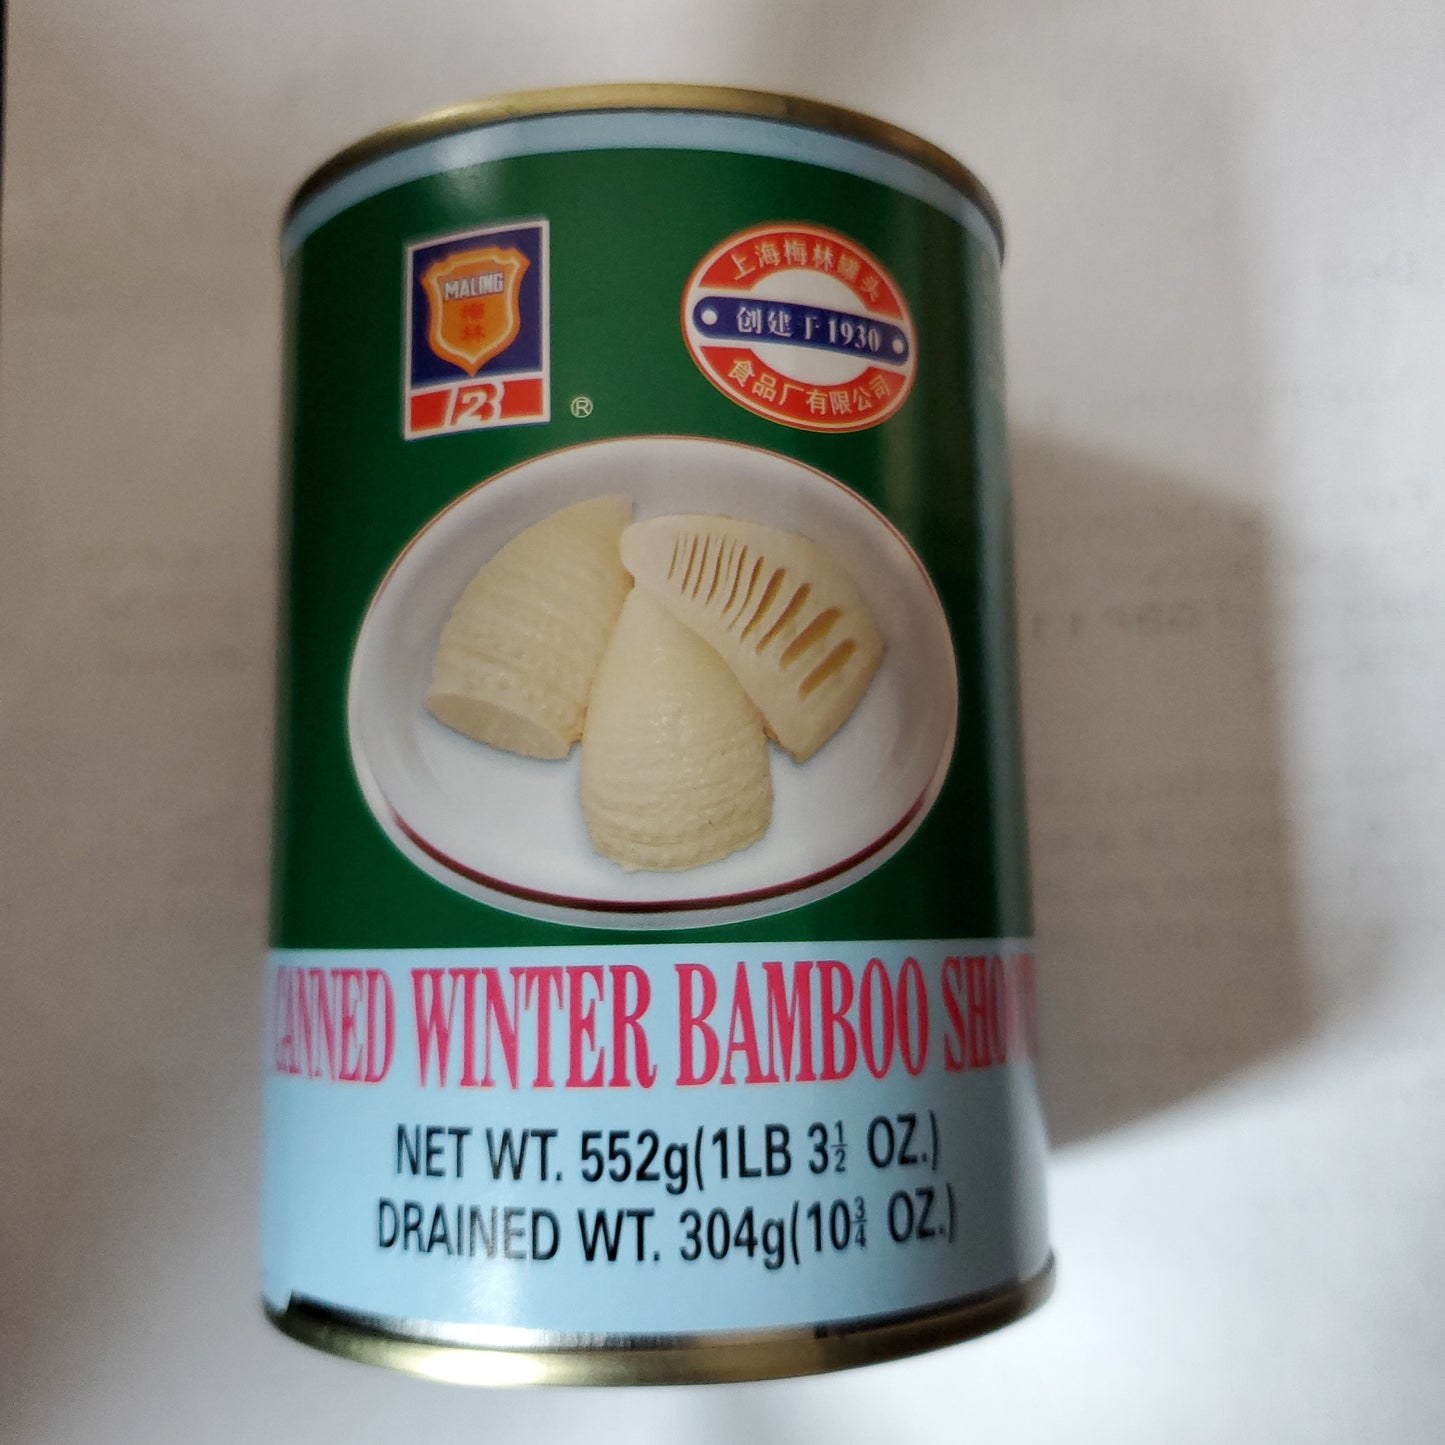 MALING
梅
林
B2
®
上海梅林罐头
创建于1930
食品厂有限公司
CANNED WINTER BAMBOO
NET WT. 552g(1LB 3½ OZ.)
DRAINED WT. 304g(10¾ OZ.)